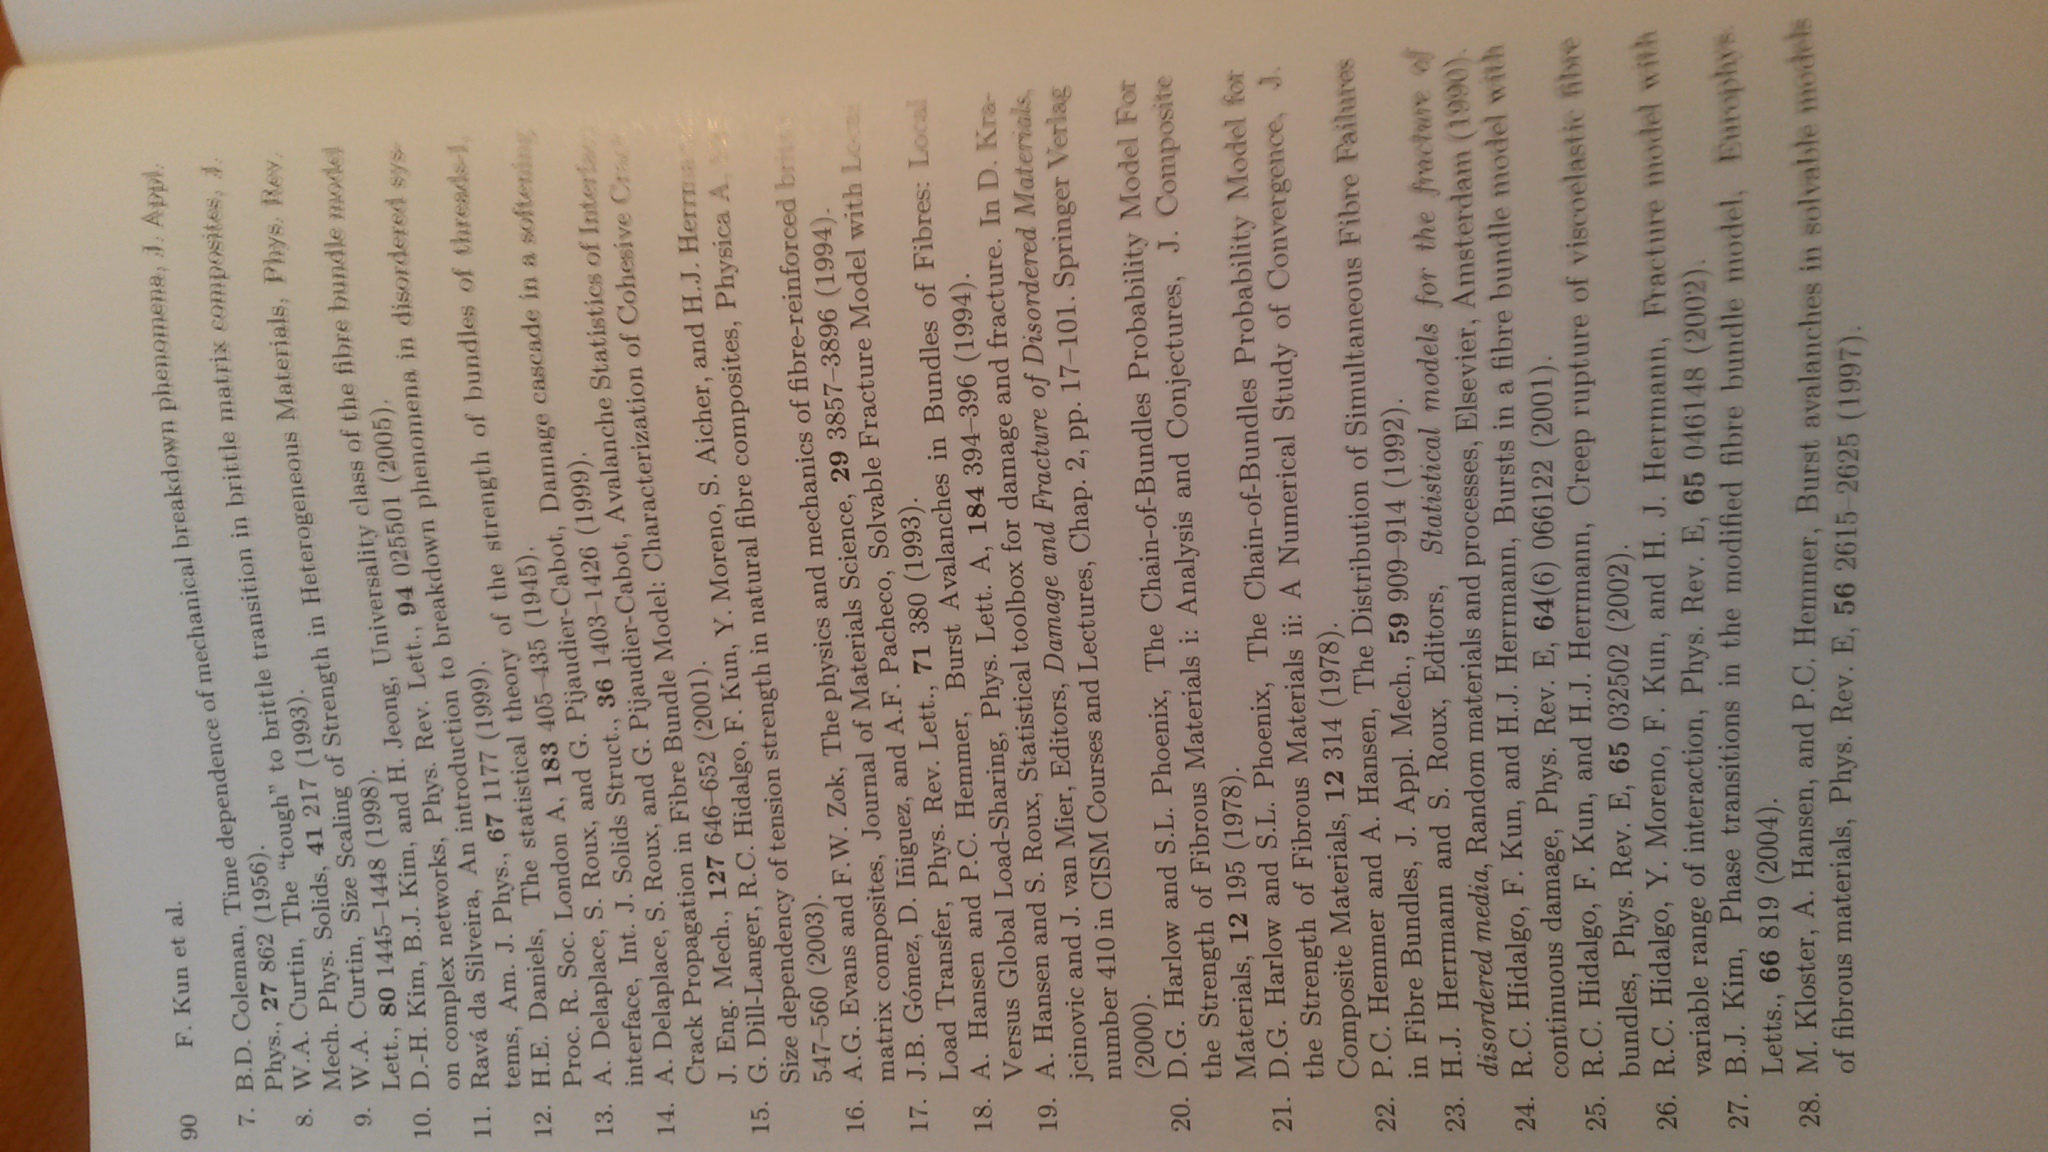 90 F. Kun et al.
7. B.D. Coleman, Time dependence of mechanical breakdown phenomena, J. Appl.
Phys., 27 862 (1956).
8. W.A. Curtin, The “tough” to brittle transition in brittle matrix composites, J.
Mech. Phys. Solids, 41 217 (1993).
9. W.A. Curtin, Size Scaling of Strength in Heterogeneous Materials, Phys. Rev.
Lett., 80 1445–1448 (1998).
10. D.-H. Kim, B.J. Kim, and H. Jeong, Universality class of the fibre bundle model
on complex networks, Phys. Rev. Lett., 94 025501 (2005).
11. Ravá da Silveira, An introduction to breakdown phenomena in disordered sys-
tems, Am. J. Phys., 67 1177 (1999).
12. H.E. Daniels, The statistical theory of the strength of bundles of threads-I,
Proc. R. Soc. London A, 183 405–435 (1945).
13. A. Delaplace, S. Roux, and G. Pijaudier-Cabot, Damage cascade in a softening
interface, Int. J. Solids Struct., 36 1403–1426 (1999).
14. A. Delaplace, S. Roux, and G. Pijaudier-Cabot, Avalanche Statistics of
Crack Propagation in Fibre Bundle Model: Characterization of Cohesive
J. Eng. Mech., 127 646–652 (2001).
15. G. Dill-Langer, R.C. Hidalgo, F. Kun, Y. Moreno, S. Aicher, and H.J.
Size dependency of tension strength in natural fibre composites, Physica A,
547–560 (2003).
16. A.G. Evans and F.W. Zok, The physics and mechanics of fibre-reinforced
matrix composites, Journal of Materials Science, 29 3857–3896 (1994).
17. J.B. Gómez, D. Iñiguez, and A.F. Pacheco, Solvable Fracture Model with Local
Load Transfer, Phys. Rev. Lett., 71 380 (1993).
18. A. Hansen and P.C. Hemmer, Burst Avalanches in Bundles of Fibres: Local
Versus Global Load-Sharing, Phys. Lett. A, 184 394–396 (1994).
19. A. Hansen and S. Roux, Statistical toolbox for damage and fracture. In D. Kra-
jcinovic and J. van Mier, Editors, Damage and Fracture of Disordered Materials,
number 410 in CISM Courses and Lectures, Chap. 2, pp. 17–101. Springer Verlag
(2000).
20. D.G. Harlow and S.L. Phoenix, The Chain-of-Bundles Probability Model For
the Strength of Fibrous Materials i: Analysis and Conjectures, J. Composite
Materials, 12 195 (1978).
21. D.G. Harlow and S.L. Phoenix, The Chain-of-Bundles Probability Model for
the Strength of Fibrous Materials ii: A Numerical Study of Convergence, J.
Composite Materials, 12 314 (1978).
22. P.C. Hemmer and A. Hansen, The Distribution of Simultaneous Fibre Failures
in Fibre Bundles, J. Appl. Mech., 59 909–914 (1992).
23. H.J. Herrmann and S. Roux, Editors, Statistical models for the fracture of
disordered media, Random materials and processes, Elsevier, Amsterdam (1990).
24. R.C. Hidalgo, F. Kun, and H.J. Herrmann, Bursts in a fibre bundle model with
continuous damage, Phys. Rev. E, 64(6) 066122 (2001).
25. R.C. Hidalgo, F. Kun, and H.J. Herrmann, Creep rupture of viscoelastic fibre
bundles, Phys. Rev. E, 65 032502 (2002).
26. R.C. Hidalgo, Y. Moreno, F. Kun, and H. J. Herrmann, Fracture model with
variable range of interaction, Phys. Rev. E, 65 046148 (2002).
27. B.J. Kim, Phase transitions in the modified fibre bundle model, Europhys.
Letts., 66 819 (2004).
28. M. Kloster, A. Hansen, and P.C. Hemmer, Burst avalanches in solvable models
of fibrous materials, Phys. Rev. E, 56 2615–2625 (1997).